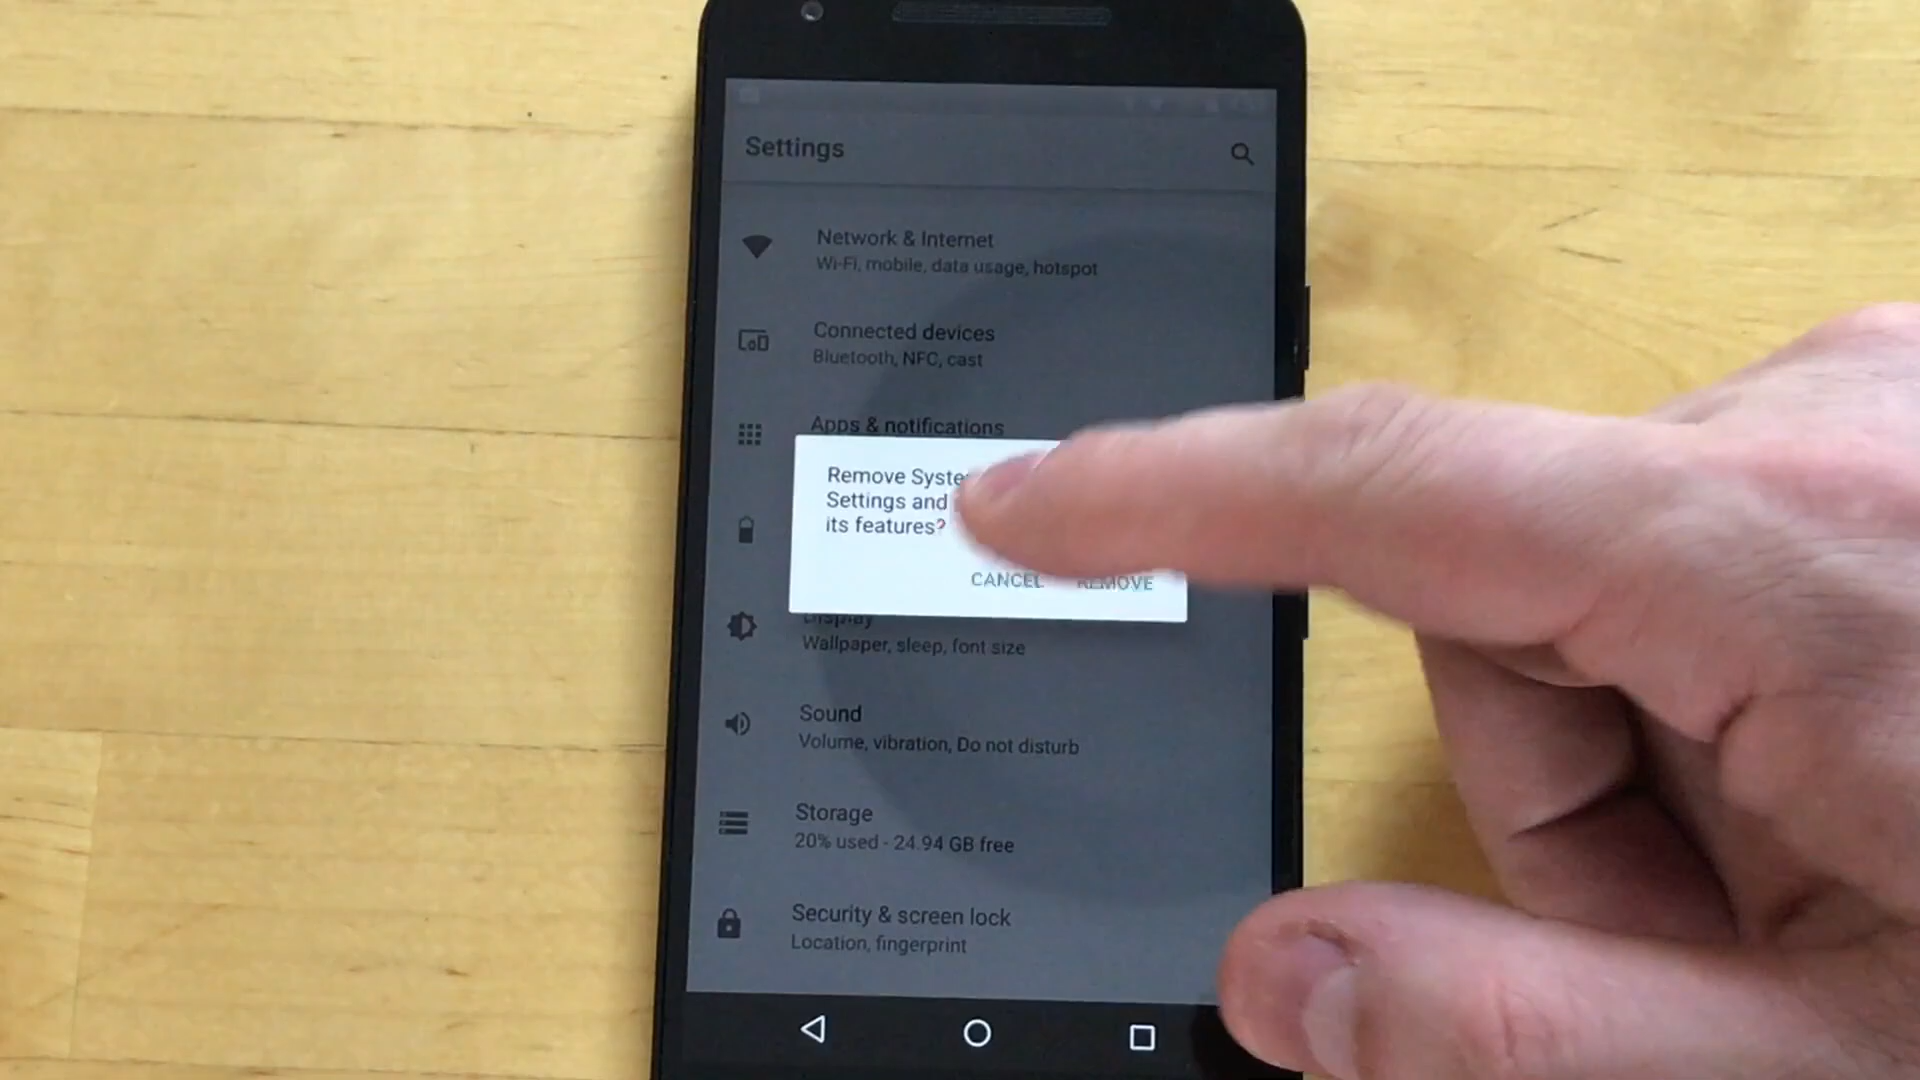 Settings
Network & Internet
Wi-Fi, mobile, data usage, hotspot
Connected devices
Bluetooth, NFC, cast
Apps & notifications
Remove
Settings and
its features?
CANCEL REMOVE
Display
Wallpaper, sleep, font size
Sound
Volume, vibration, Do not disturb
Storage
20% used - 24.94 GB free
Security & screen lock
Location, fingerprint